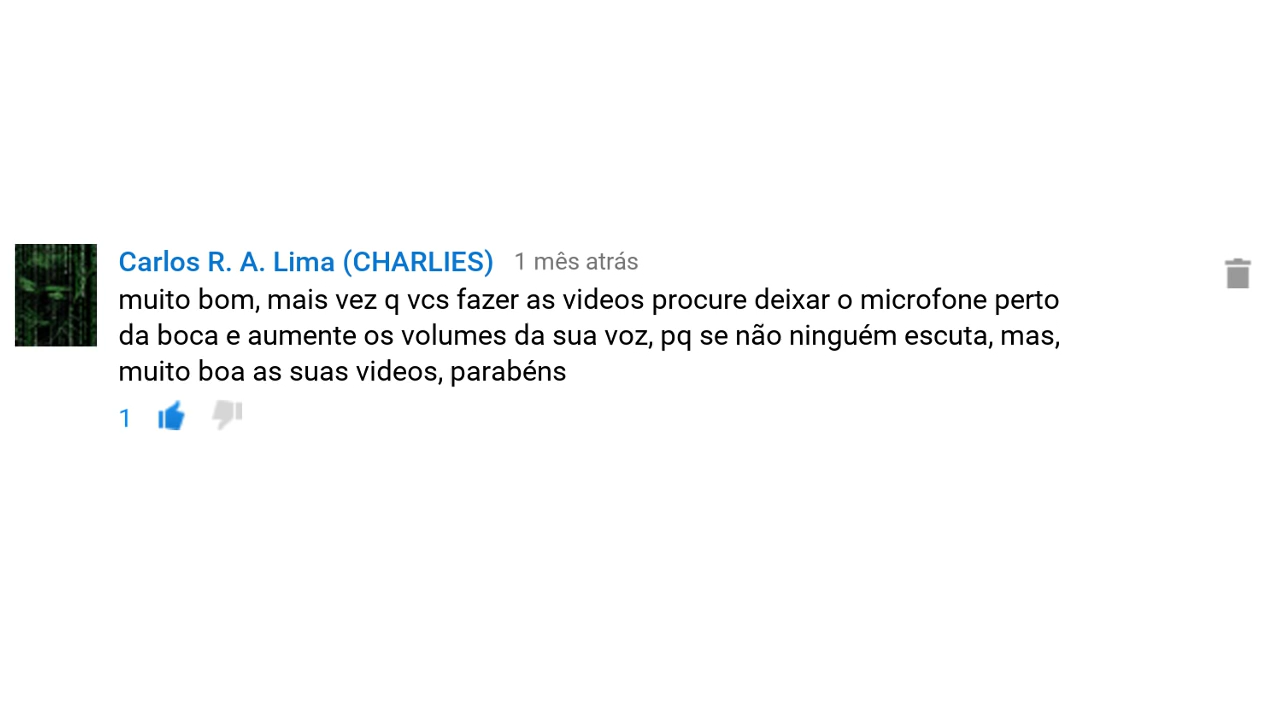 Carlos R. A. Lima (CHARLIES) 1 mês atrás
muito bom, mais vez q vcs fazer as videos procure deixar o microfone perto
da boca e aumente os volumes da sua voz, pq se não ninguém escuta, mas,
muito boa as suas videos, parabéns
1